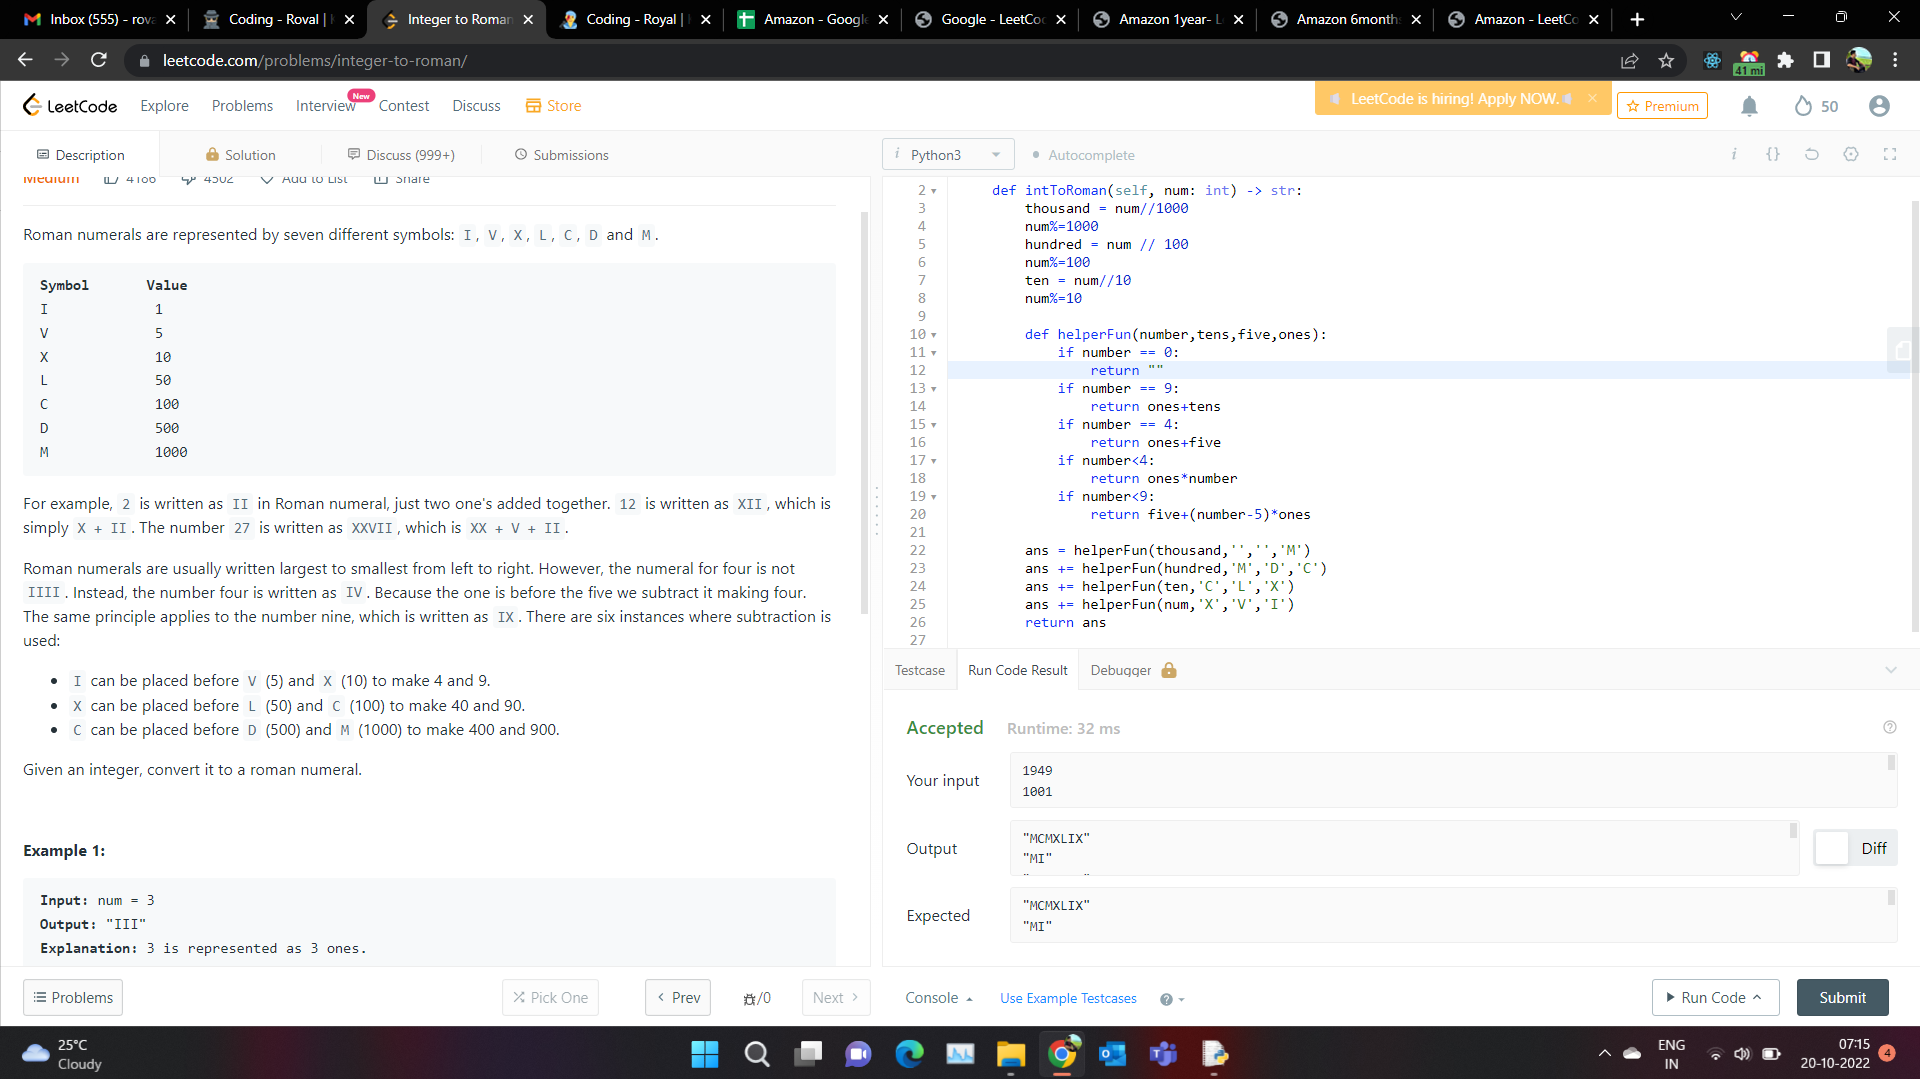 Inbox (555) - rova
Coding - Roval |
Integer to Roman
Coding - Royal |
Amazon - Google
Google - LeetCo
Amazon 1year- L
Amazon 6month
Amazon - LeetCo
leetcode.com/problems/integer-to-roman/
41 mi
LeetCode
Explore
Problems
Interview
New
Contest
Discuss
Store
LeetCode is hiring! Apply NOW.
Premium
50
Description
Solution
Discuss (999+)
Submissions
Python3
Autocomplete
i {}
Medium 4186 4502 Add to List Share
Roman numerals are represented by seven different symbols: I, V, X, L, C, D and M.
Symbol Value
I 1
V 5
X 10
L 50
C 100
D 500
M 1000
For example, 2 is written as II in Roman numeral, just two one's added together. 12 is written as XII, which is
simply X + II. The number 27 is written as XXVII, which is XX + V + II.
Roman numerals are usually written largest to smallest from left to right. However, the numeral for four is not
IIII. Instead, the number four is written as IV. Because the one is before the five we subtract it making four.
The same principle applies to the number nine, which is written as IX. There are six instances where subtraction is
used:
• I can be placed before V (5) and X (10) to make 4 and 9.
• X can be placed before L (50) and C (100) to make 40 and 90.
• C can be placed before D (500) and M (1000) to make 400 and 900.
Given an integer, convert it to a roman numeral.
Example 1:
Input: num = 3
Output: "III"
Explanation: 3 is represented as 3 ones.
2 def intToRoman(self, num: int) -> str:
3 thousand = num//1000
4 num%=1000
5 hundred = num // 100
6 num%=100
7 ten = num//10
8 num%=10
9
10 def helperFun(number,tens,five,ones):
11 if number == 0:
12 return ""
13 if number == 9:
14 return ones+tens
15 if number == 4:
16 return ones+five
17 if number<4:
18 return ones*number
19 if number<9:
20 return five+(number-5)*ones
21
22 ans = helperFun(thousand,'','','M')
23 ans += helperFun(hundred,'M','D','C')
24 ans += helperFun(ten,'C','L','X')
25 ans += helperFun(num,'X','V','I')
26 return ans
27
Testcase
Run Code Result
Debugger
Accepted Runtime: 32 ms
Your input
1949
1001
Output
"MCMXLIX"
"MI"
Diff
Expected
"MCMXLIX"
"MI"
Problems
Pick One
Prev
/0
Next
Console
Use Example Testcases
Run Code
Submit
25°C
Cloudy
ENG
IN
07:15
20-10-2022
4